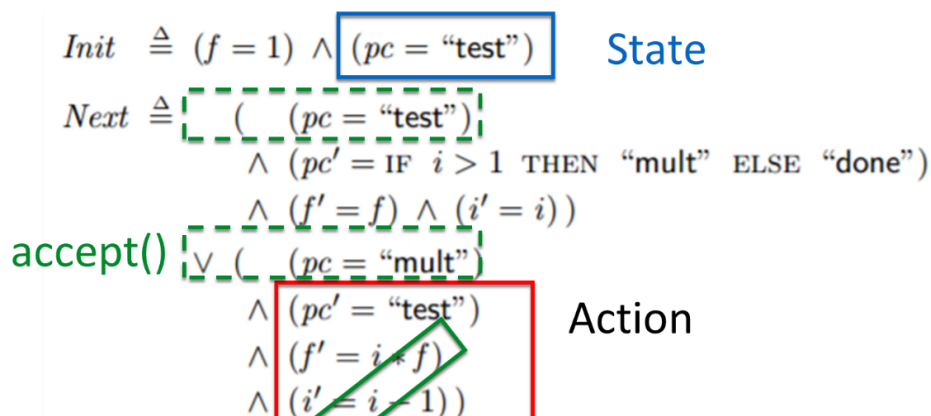 Init ≜ (f = 1) ∧ (pc = “test”) State
Next ≜ ( (pc = “test”)
∧ (pc′ = IF i > 1 THEN “mult” ELSE “done”)
∧ (f′ = f) ∧ (i′ = i) )
accept() ∨ ( (pc = “mult”)
∧ (pc′ = “test”) Action
∧ (f′ = i * f)
∧ (i′ = i − 1) )